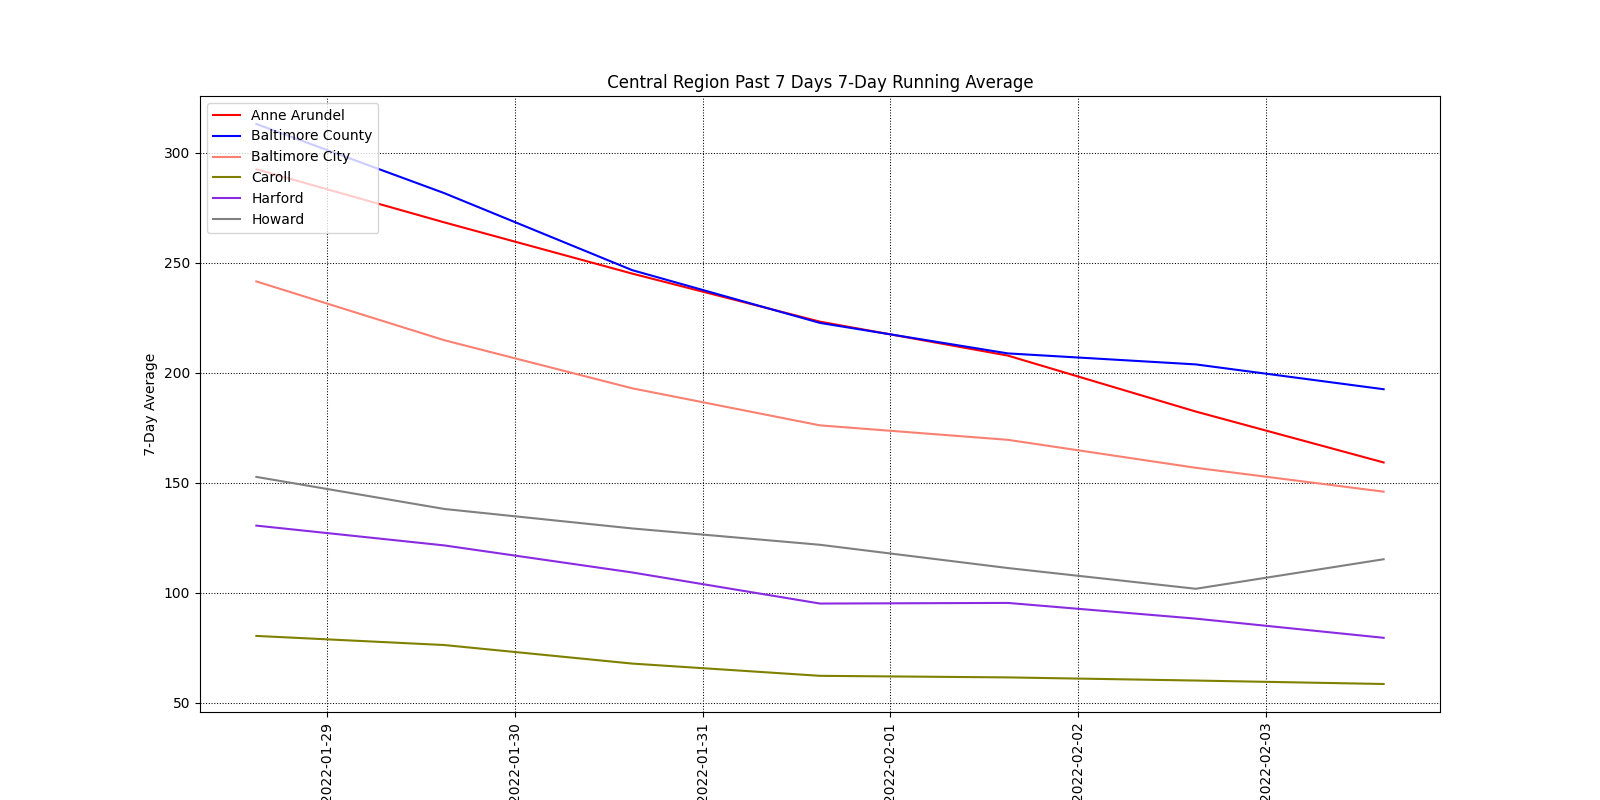 Central Region Past 7 Days 7-Day Running Average
Anne Arundel
Baltimore County
Baltimore City
Caroll
Harford
Howard
7-Day Average
300
250
200
150
100
50
2022-01-29
2022-01-30
2022-01-31
2022-02-01
2022-02-02
2022-02-03